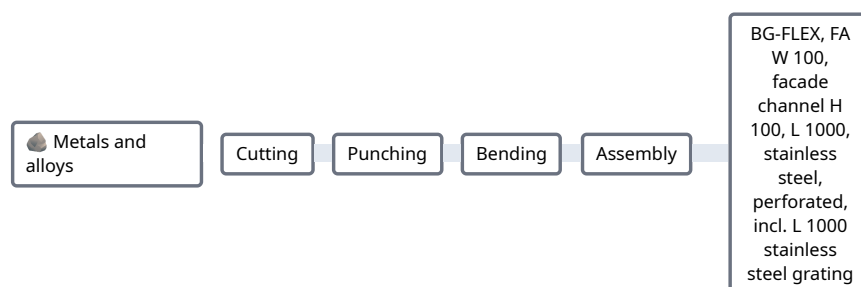 Metals and
alloys
Cutting
Punching
Bending
Assembly
BG-FLEX, FA
W 100,
facade
channel H
100, L 1000,
stainless
steel,
perforated,
incl. L 1000
stainless
steel grating